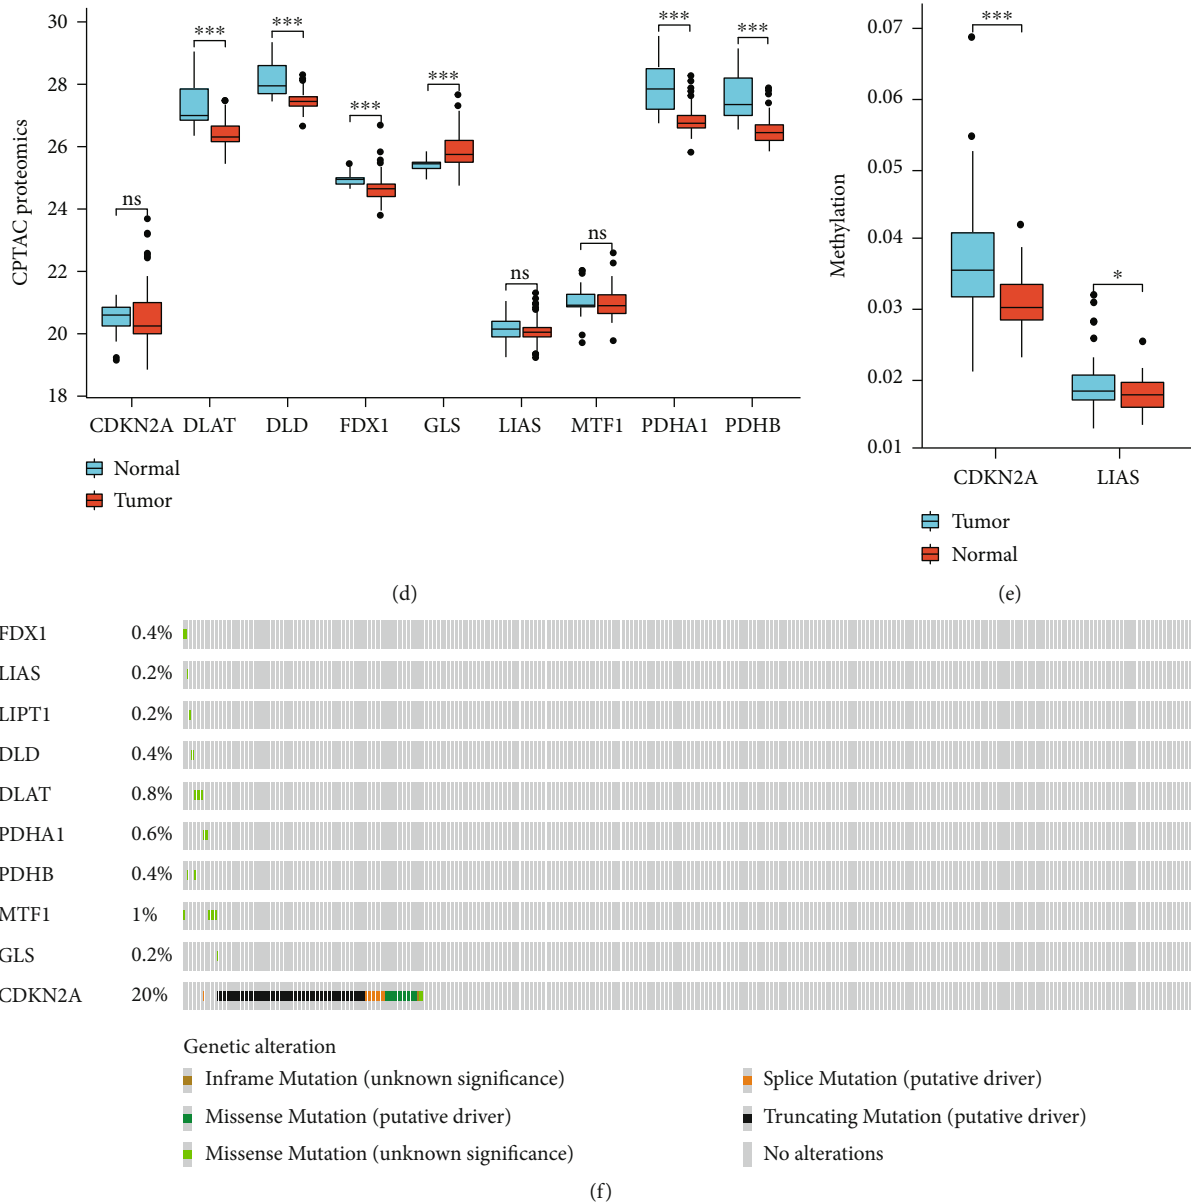 30
28
26
24
22
20
18
CPTAC proteomics
ns
***
***
***
***
ns
ns
***
***
CDKN2A DLAT DLD FDX1 GLS LIAS MTF1 PDHA1 PDHB
Normal
Tumor
(d)
0.07
0.06
0.05
0.04
0.03
0.02
0.01
Methylation
***
*
CDKN2A LIAS
Tumor
Normal
(e)
FDX1 0.4%
LIAS 0.2%
LIPT1 0.2%
DLD 0.4%
DLAT 0.8%
PDHA1 0.6%
PDHB 0.4%
MTF1 1%
GLS 0.2%
CDKN2A 20%
Genetic alteration
Inframe Mutation (unknown significance)
Missense Mutation (putative driver)
Missense Mutation (unknown significance)
Splice Mutation (putative driver)
Truncating Mutation (putative driver)
No alterations
(f)